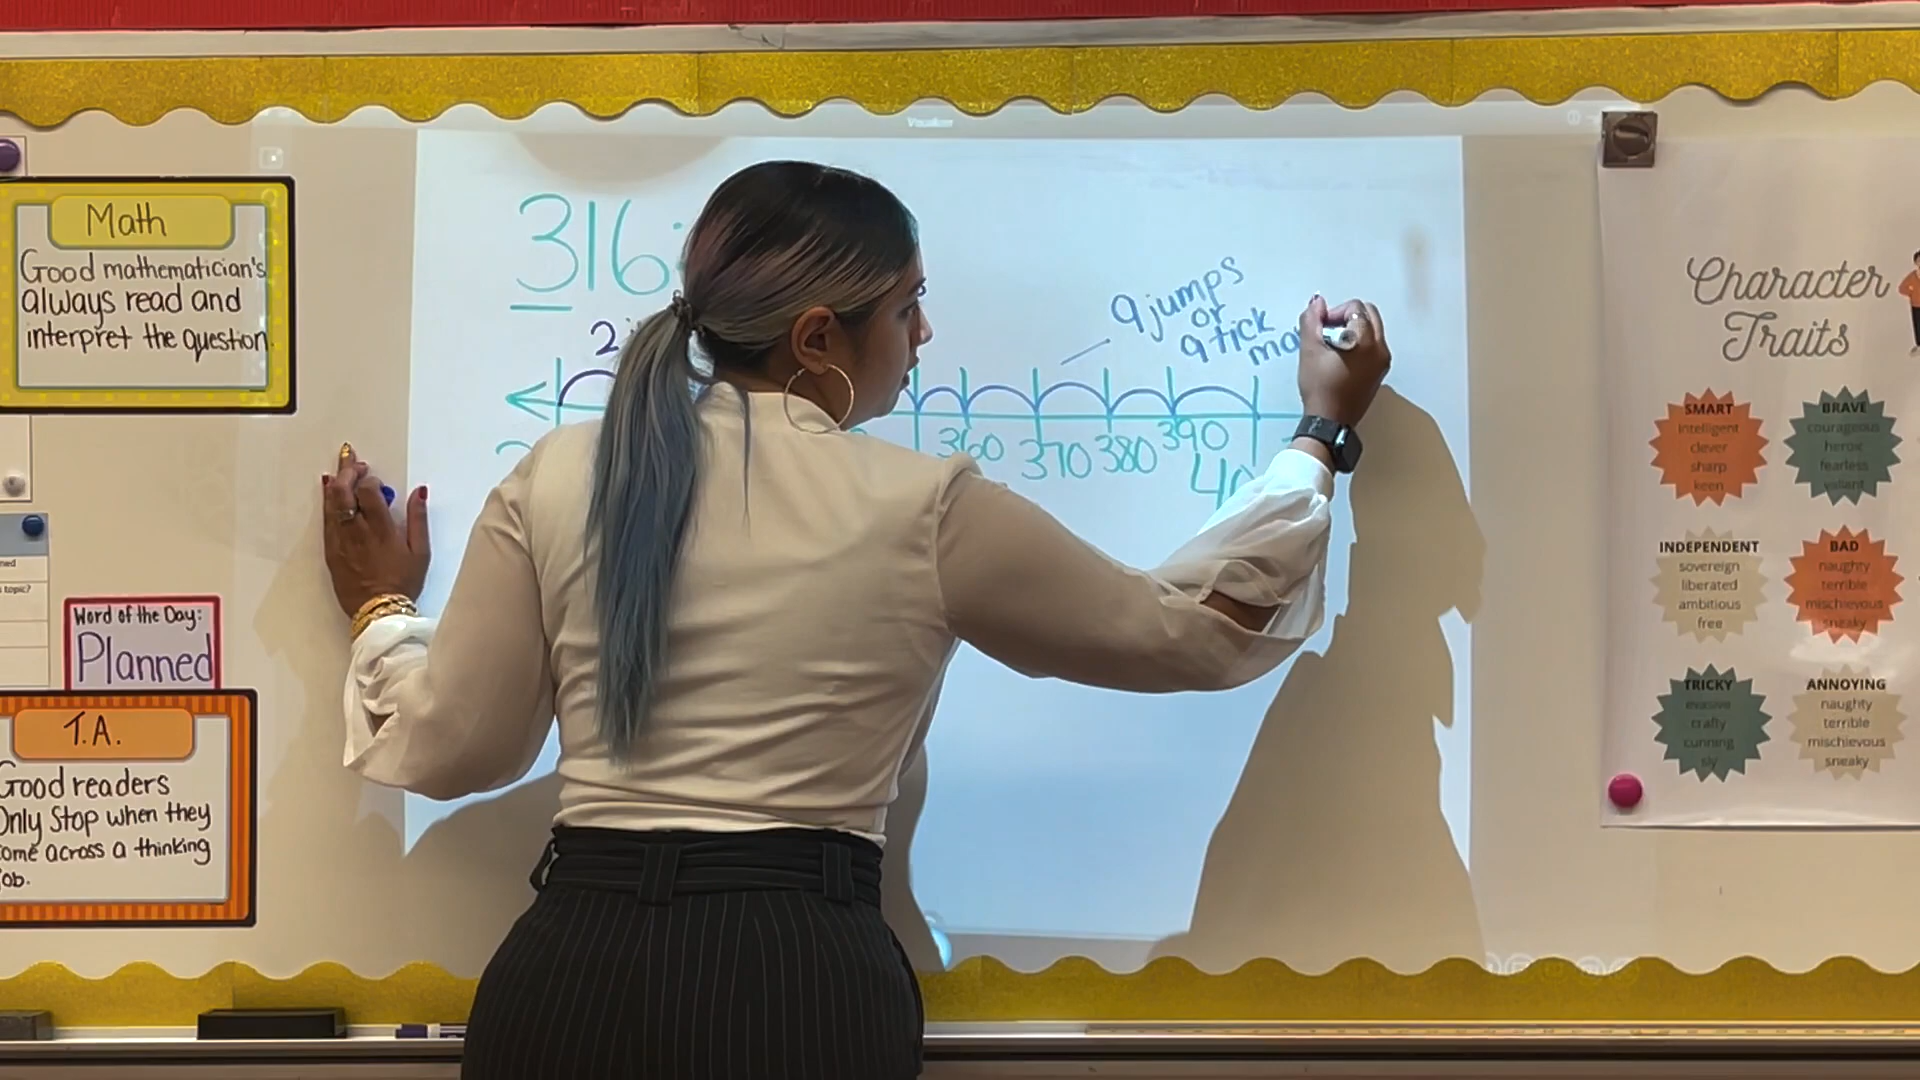 Math
Good mathematician's
always read and
interpret the question
Word of the Day:
Planned
T.A.
Good readers
Only Stop when they
come across a thinking
job.
topic?
316
2
9 jumps
or
9 tick
360 370 380 390
Character
Traits
SMART
intelligent
clever
sharp
keen
BRAVE
courageous
heroic
fearless
valiant
INDEPENDENT
sovereign
liberated
ambitious
free
BAD
naughty
terrible
mischievous
sneaky
TRICKY
evasive
crafty
cunning
sly
ANNOYING
naughty
terrible
mischievous
sneaky